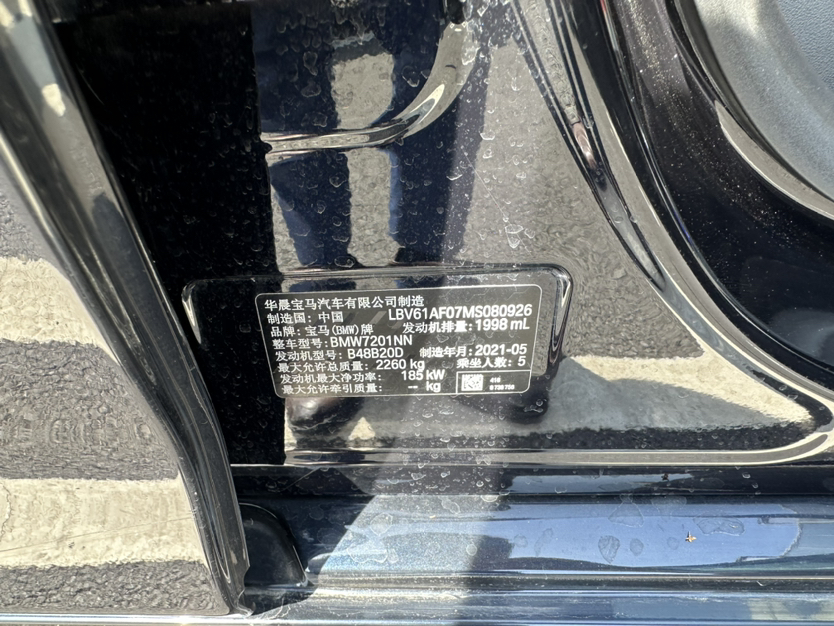 华晨宝马汽车有限公司制造
制造国: 中国 LBV61AF07MS080926
品牌: 宝马(BMW)牌 发动机排量: 1998 mL
整车型号: BMW7201NN
发动机型号: B48B20D 制造年月: 2021-05
最大允许总质量: 2260 kg 乘坐人数: 5
发动机最大净功率: 185 kW
最大允许牵引质量: -- kg